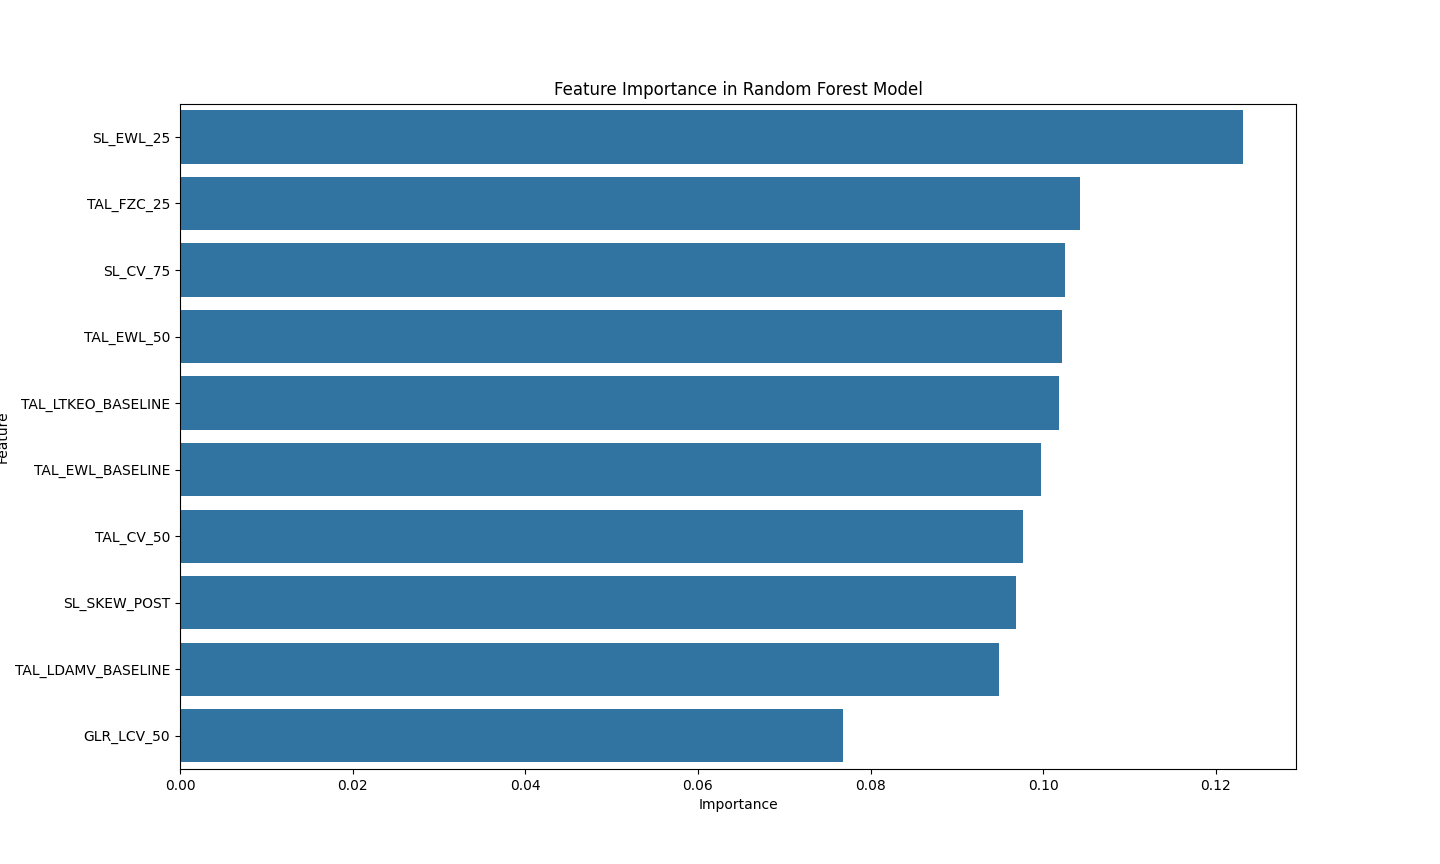 Feature Importance in Random Forest Model
SL_EWL_25
TAL_FZC_25
SL_CV_75
TAL_EWL_50
TAL_LTKEO_BASELINE
TAL_EWL_BASELINE
TAL_CV_50
SL_SKEW_POST
TAL_LDAMV_BASELINE
GLR_LCV_50
Feature
0.00 0.02 0.04 0.06 0.08 0.10 0.12
Importance